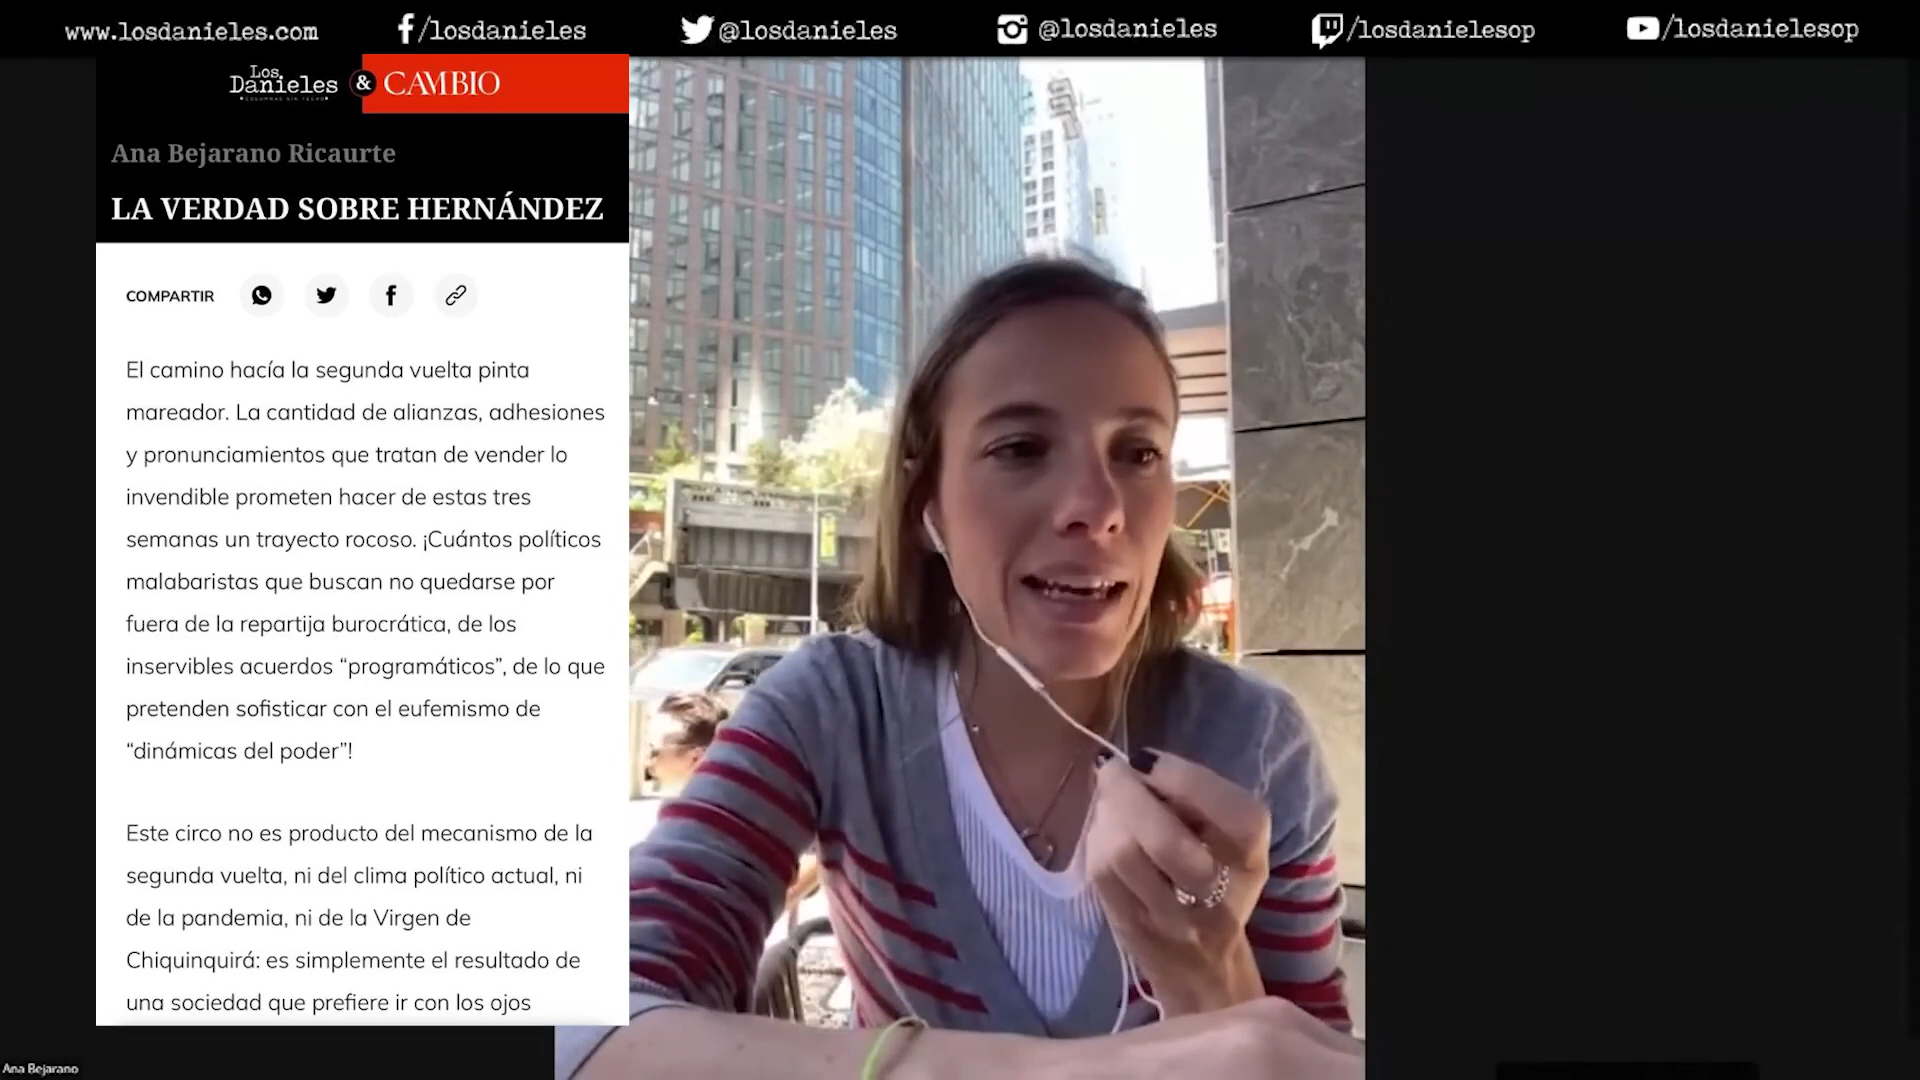 www.losdanieles.com
/losdanieles
@losdanieles
@losdanieles
/losdanielesop
/losdanielesop
Los
Danieles & CAMBIO
COLUMNAS SIN TECHO
Ana Bejarano Ricaurte
LA VERDAD SOBRE HERNÁNDEZ
COMPARTIR
El camino hacía la segunda vuelta pinta
mareador. La cantidad de alianzas, adhesiones
y pronunciamientos que tratan de vender lo
invendible prometen hacer de estas tres
semanas un trayecto rocoso. ¡Cuántos políticos
malabaristas que buscan no quedarse por
fuera de la repartija burocrática, de los
inservibles acuerdos “programáticos”, de lo que
pretenden sofisticar con el eufemismo de
“dinámicas del poder”!
Este circo no es producto del mecanismo de la
segunda vuelta, ni del clima político actual, ni
de la pandemia, ni de la Virgen de
Chiquinquirá: es simplemente el resultado de
una sociedad que prefiere ir con los ojos
Ana Bejarano